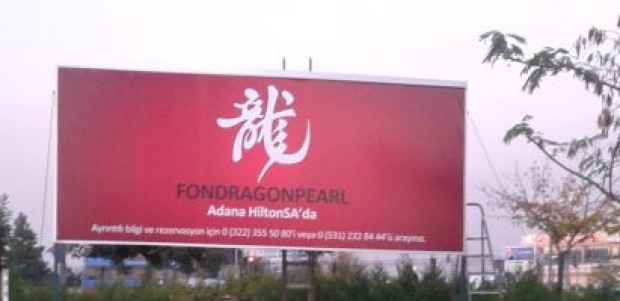 龍
FONDRAGONPEARL
Adana HiltonSA'da
Ayrıntılı bilgi ve rezervasyon için 0 (322) 355 50 80'i veya 0 (531) 232 84 44'ü arayınız.